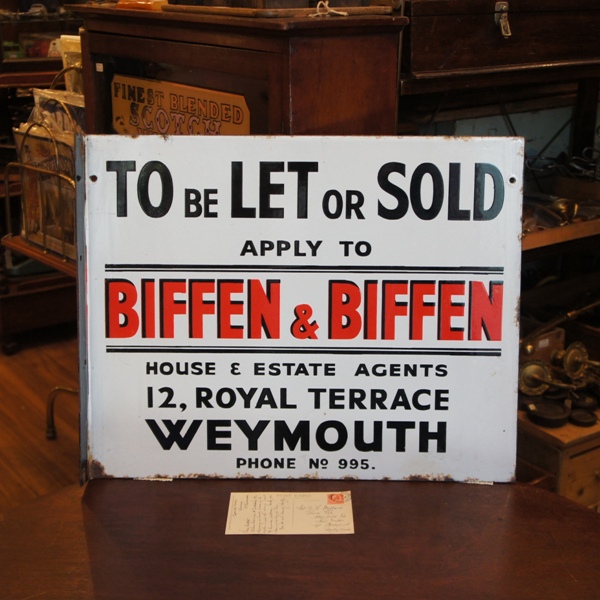 FINEST BLENDED
SCOTCH
TO BE LET OR SOLD
APPLY TO
BIFFEN & BIFFEN
HOUSE & ESTATE AGENTS
12, ROYAL TERRACE
WEYMOUTH
PHONE No 995.